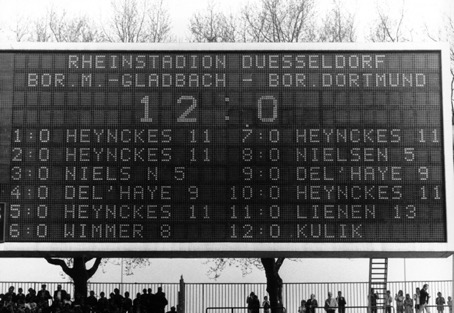 RHEINSTADION DUESSELDORF
BOR.M.-GLADBACH - BOR.DORTMUND
12:0
1:0 HEYNCKES 11 7:0 HEYNCKES 11
2:0 HEYNCKES 11 8:0 NIELSEN 5
3:0 NIELS N 5 9:0 DEL'HAYE 9
4:0 DEL'HAYE 9 10:0 HEYNCKES 11
5:0 HEYNCKES 11 11:0 LIENEN 13
6:0 WIMMER 8 12:0 KULIK